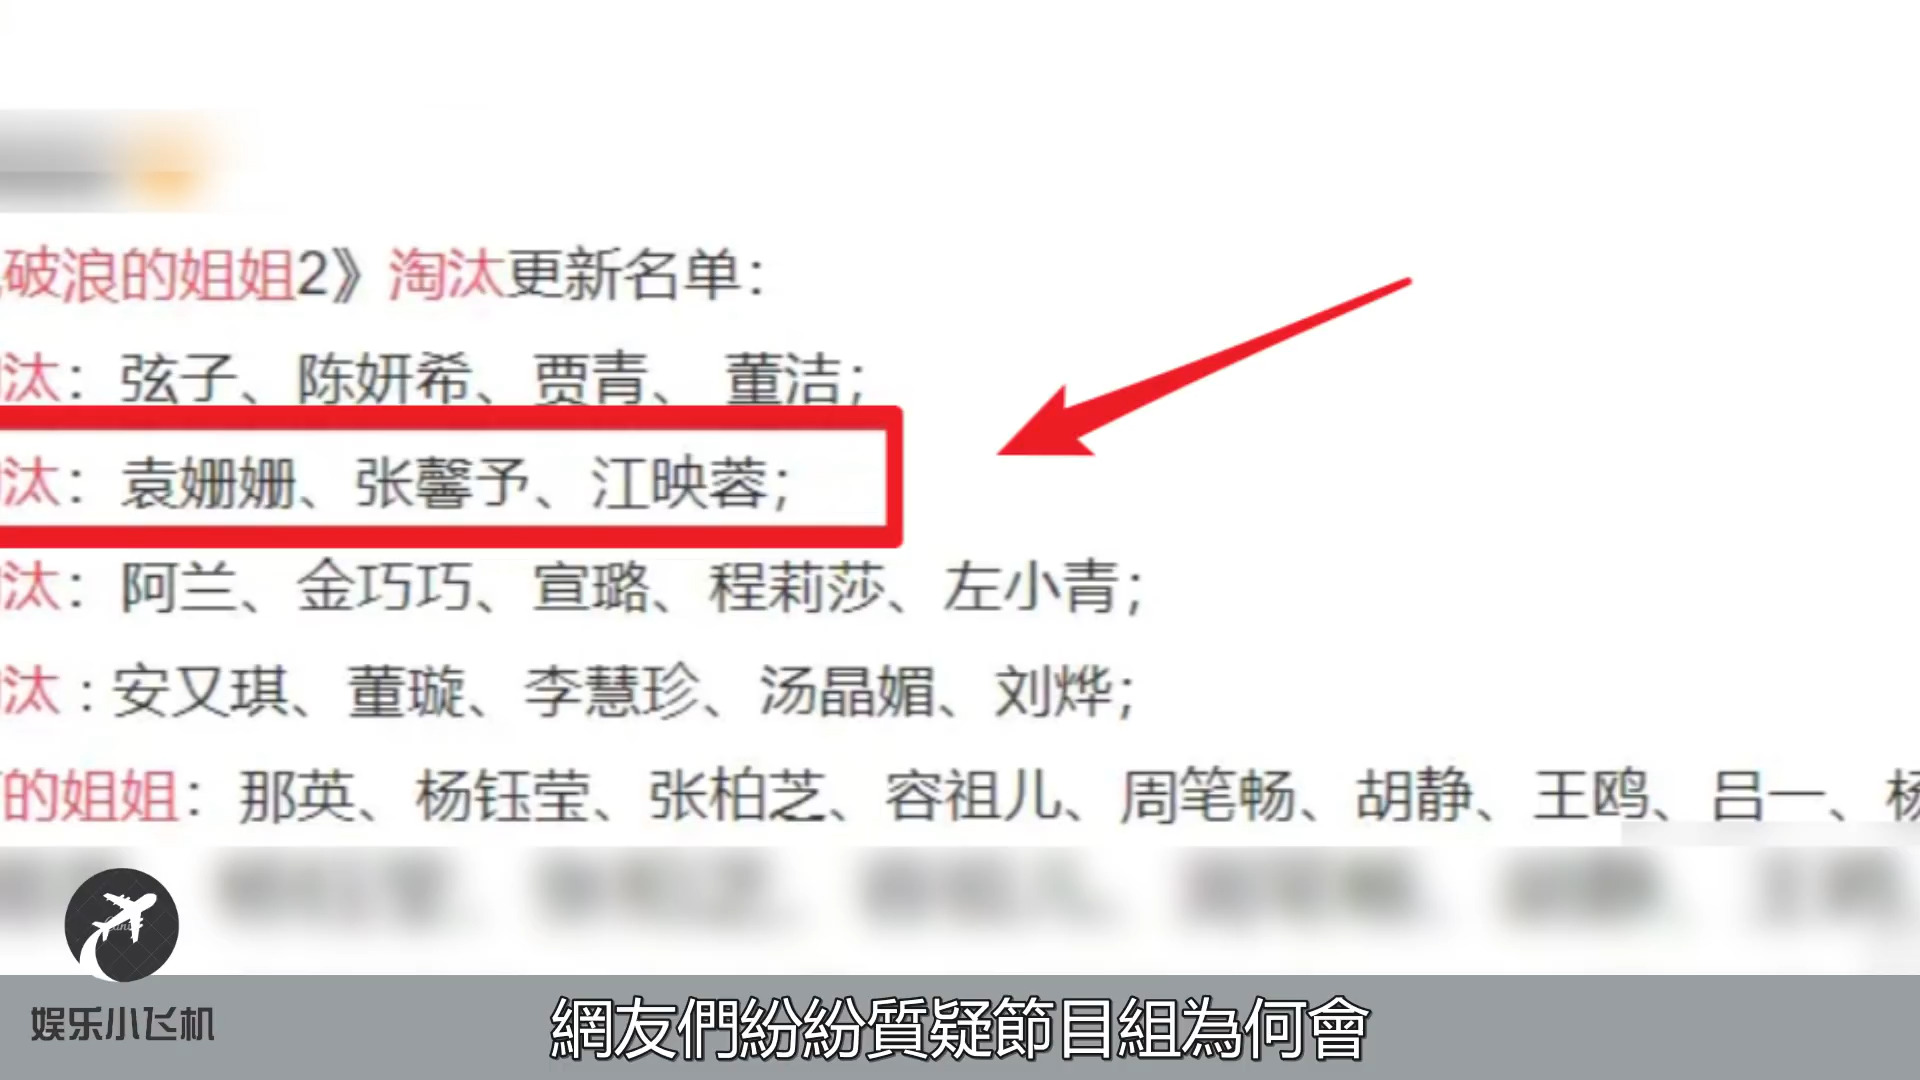 破浪的姐姐2》淘汰更新名单：
汰：弦子、陈妍希、贾青、董洁；
汰：袁姗姗、张馨予、江映蓉；
汰：阿兰、金巧巧、宣璐、程莉莎、左小青；
汰：安又琪、董璇、李慧珍、汤晶媚、刘烨；
的姐姐：那英、杨钰莹、张柏芝、容祖儿、周笔畅、胡静、王鸥、吕一、杨
娱乐小飞机
網友們紛紛質疑節目組為何會